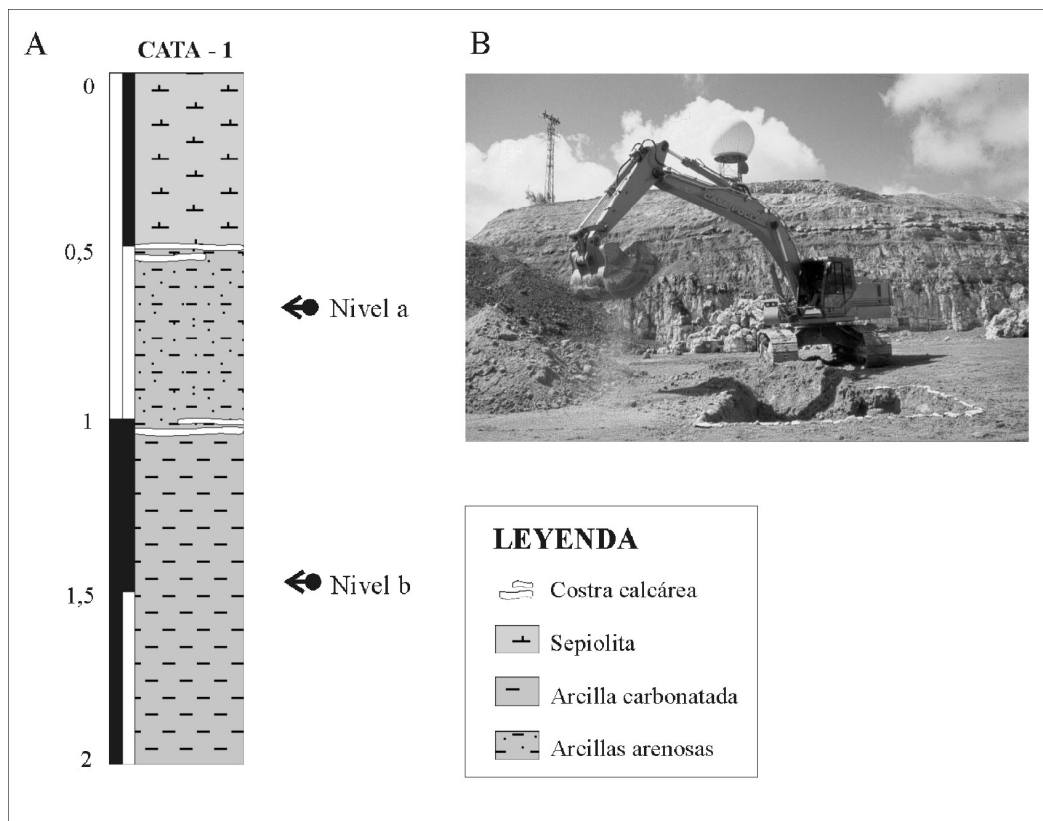 A
CATA - 1
0
0,5
1
1,5
2
Nivel a
Nivel b
B
LEYENDA
Costra calcárea
Sepiolita
Arcilla carbonatada
Arcillas arenosas